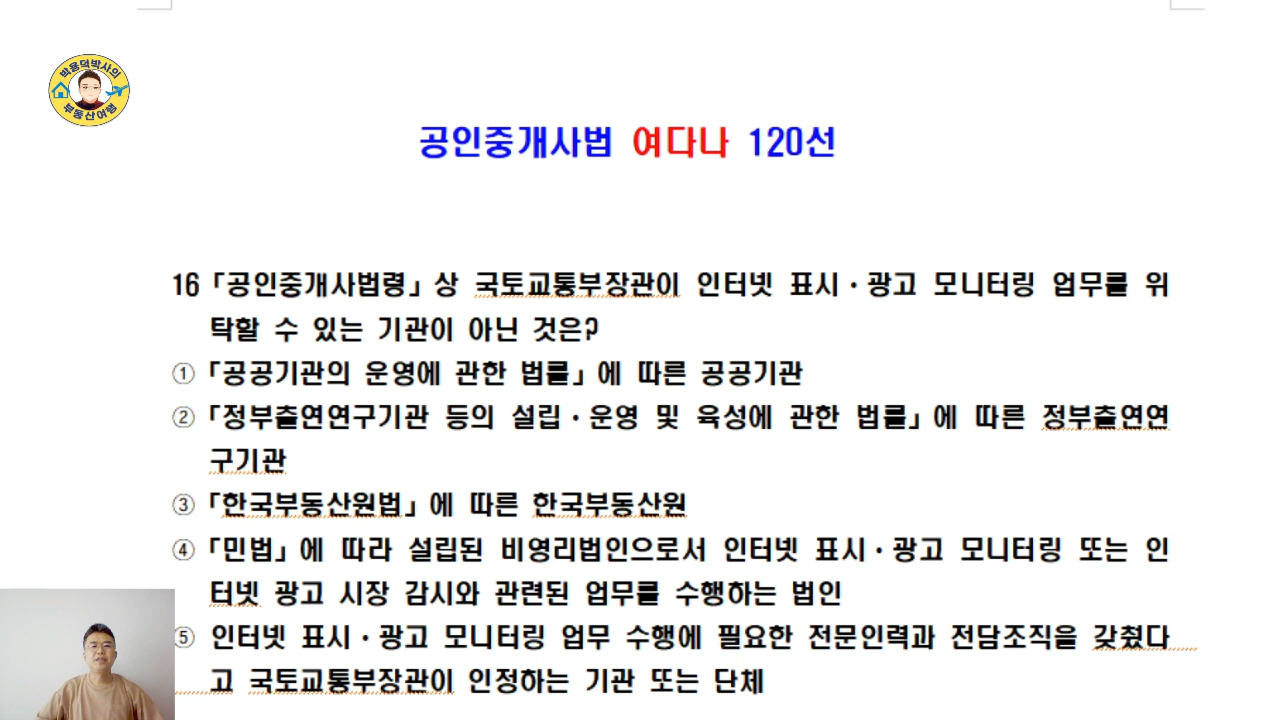 박용덕박사의
부동산여행
공인중개사법 여다나 120선
16 「공인중개사법령」상 국토교통부장관이 인터넷 표시·광고 모니터링 업무를 위
탁할 수 있는 기관이 아닌 것은?
① 「공공기관의 운영에 관한 법률」에 따른 공공기관
② 「정부출연연구기관 등의 설립·운영 및 육성에 관한 법률」에 따른 정부출연연
구기관
③ 「한국부동산원법」에 따른 한국부동산원
④ 「민법」에 따라 설립된 비영리법인으로서 인터넷 표시·광고 모니터링 또는 인
터넷 광고 시장 감시와 관련된 업무를 수행하는 법인
⑤ 인터넷 표시·광고 모니터링 업무 수행에 필요한 전문인력과 전담조직을 갖췄다
고 국토교통부장관이 인정하는 기관 또는 단체